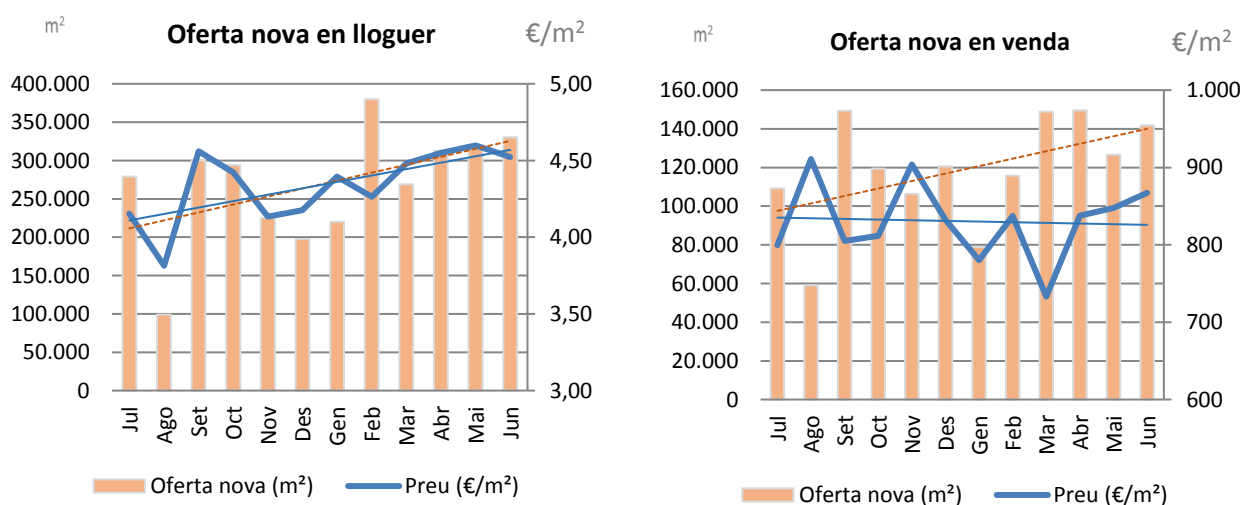 m²
Oferta nova en lloguer
€/m²
400.000
350.000
300.000
250.000
200.000
150.000
100.000
50.000
0
5,00
4,50
4,00
3,50
3,00
Jul
Ago
Set
Oct
Nov
Des
Gen
Feb
Mar
Abr
Mai
Jun
Oferta nova (m²)
Preu (€/m²)
m²
Oferta nova en venda
€/m²
160.000
140.000
120.000
100.000
80.000
60.000
40.000
20.000
0
1.000
900
800
700
600
Jul
Ago
Set
Oct
Nov
Des
Gen
Feb
Mar
Abr
Mai
Jun
Oferta nova (m²)
Preu (€/m²)